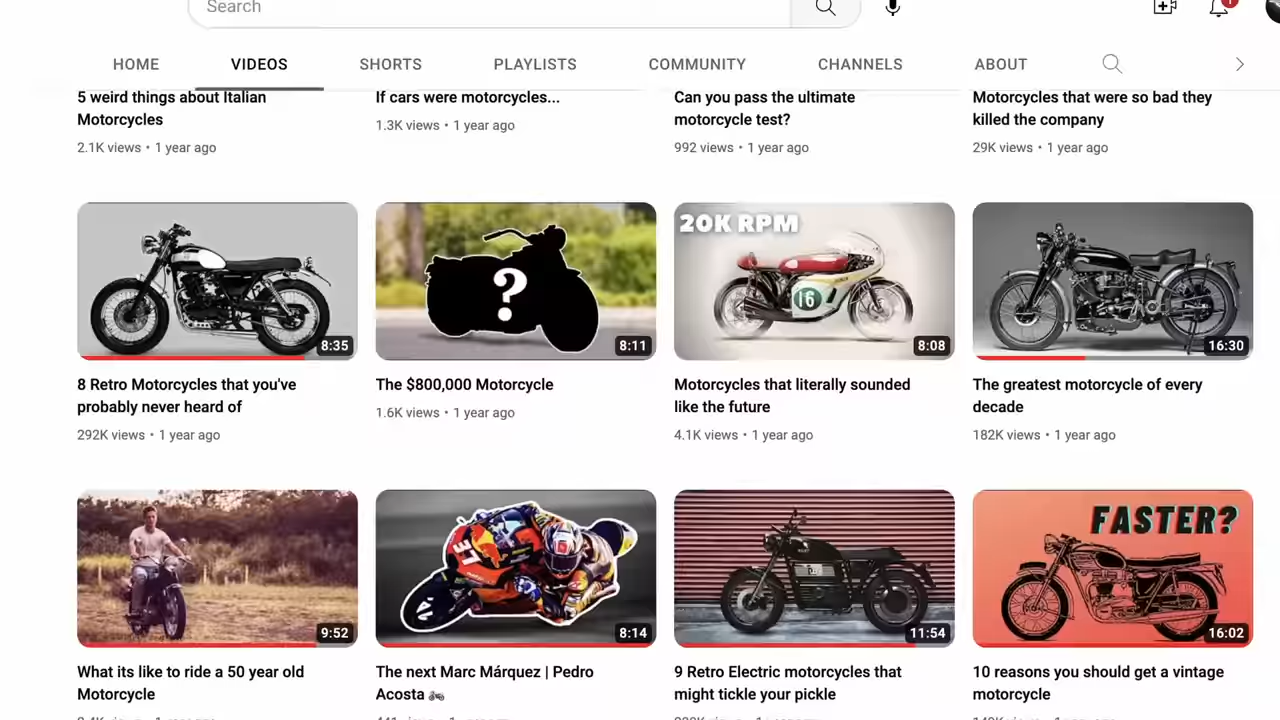 Search
1
HOME VIDEOS SHORTS PLAYLISTS COMMUNITY CHANNELS ABOUT
5 weird things about Italian
Motorcycles
2.1K views • 1 year ago
If cars were motorcycles...
1.3K views • 1 year ago
Can you pass the ultimate
motorcycle test?
992 views • 1 year ago
Motorcycles that were so bad they
killed the company
29K views • 1 year ago
8:35
8 Retro Motorcycles that you've
probably never heard of
292K views • 1 year ago
?
8:11
The $800,000 Motorcycle
1.6K views • 1 year ago
20K RPM
16
8:08
Motorcycles that literally sounded
like the future
4.1K views • 1 year ago
16:30
The greatest motorcycle of every
decade
182K views • 1 year ago
9:52
What its like to ride a 50 year old
Motorcycle
37
8:14
The next Marc Márquez | Pedro
Acosta 🏍
11:54
9 Retro Electric motorcycles that
might tickle your pickle
FASTER?
16:02
10 reasons you should get a vintage
motorcycle